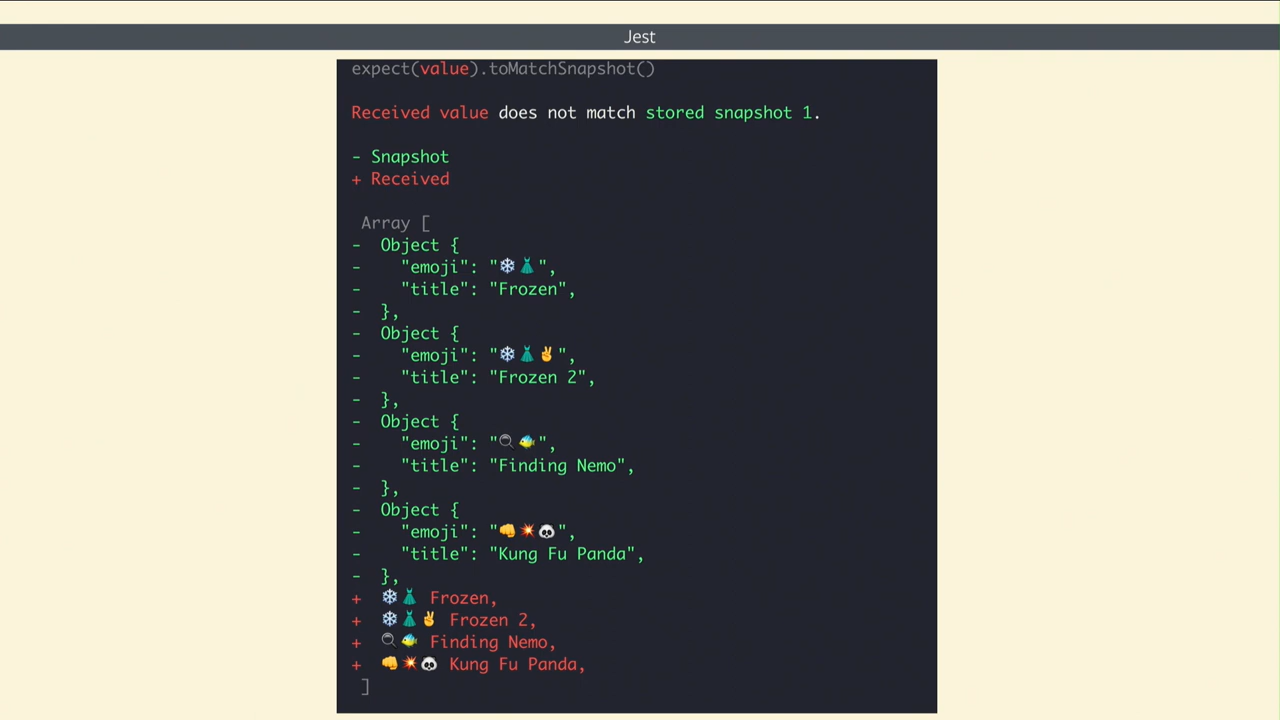 Jest
expect(value).toMatchSnapshot()
Received value does not match stored snapshot 1.
- Snapshot
+ Received
Array [
- Object {
- "emoji": "❄️👗",
- "title": "Frozen",
- },
- Object {
- "emoji": "❄️👗✌️",
- "title": "Frozen 2",
- },
- Object {
- "emoji": "🔍🐠",
- "title": "Finding Nemo",
- },
- Object {
- "emoji": "👊💥🐼",
- "title": "Kung Fu Panda",
- },
+ ❄️👗 Frozen,
+ ❄️👗✌️ Frozen 2,
+ 🔍🐠 Finding Nemo,
+ 👊💥🐼 Kung Fu Panda,
]